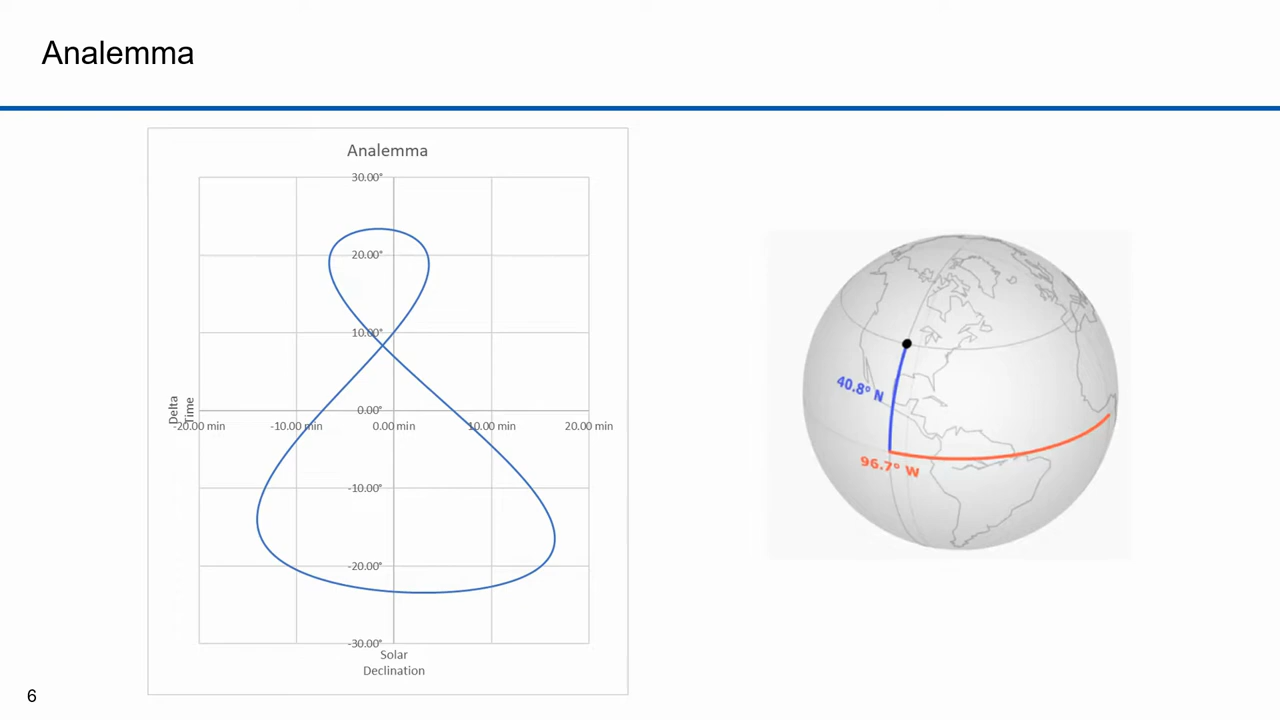 Analemma
Analemma
30.00°
20.00°
10.00°
0.00°
Delta
Time
-20.00 min
-10.00 min
0.00 min
10.00 min
20.00 min
-10.00°
-20.00°
-30.00°
Solar
Declination
40.8° N
96.7° W
6